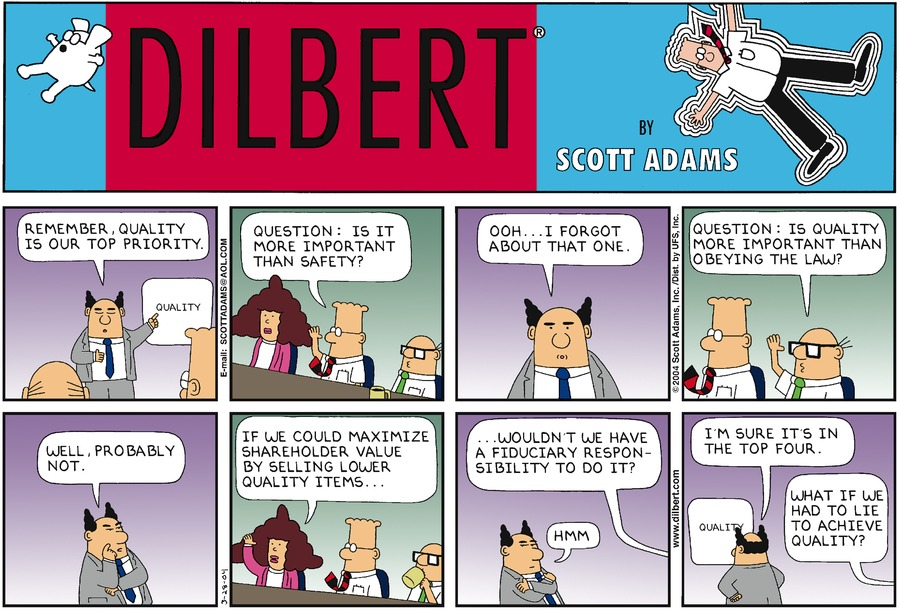 DILBERT®
BY
SCOTT ADAMS
REMEMBER, QUALITY
IS OUR TOP PRIORITY.
QUALITY
E-mail: SCOTTADAMS@AOL.COM
QUESTION: IS IT
MORE IMPORTANT
THAN SAFETY?
OOH...I FORGOT
ABOUT THAT ONE.
© 2004 Scott Adams, Inc./Dist. by UFS, Inc.
QUESTION: IS QUALITY
MORE IMPORTANT THAN
OBEYING THE LAW?
WELL, PROBABLY
NOT.
3-28-04
IF WE COULD MAXIMIZE
SHAREHOLDER VALUE
BY SELLING LOWER
QUALITY ITEMS...
...WOULDN'T WE HAVE
A FIDUCIARY RESPON-
SIBILITY TO DO IT?
HMM
www.dilbert.com
I'M SURE IT'S IN
THE TOP FOUR.
QUALITY
WHAT IF WE
HAD TO LIE
TO ACHIEVE
QUALITY?